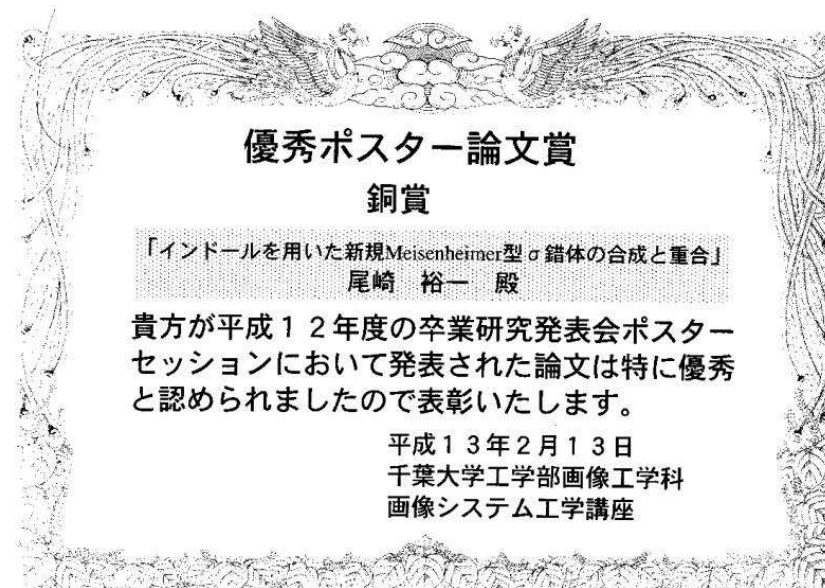 優秀ポスター論文賞
銅賞
「インドールを用いた新規Meisenheimer型σ錯体の合成と重合」
尾崎 裕一 殿
貴方が平成12年度の卒業研究発表会ポスター
セッションにおいて発表された論文は特に優秀
と認められましたので表彰いたします。
平成13年2月13日
千葉大学工学部画像工学科
画像システム工学講座